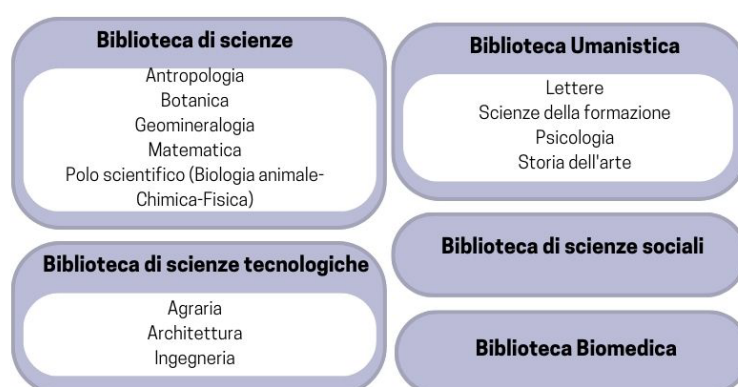 Biblioteca di scienze
Antropologia
Botanica
Geomineralogia
Matematica
Polo scientifico (Biologia animale-
Chimica-Fisica)
Biblioteca di scienze tecnologiche
Agraria
Architettura
Ingegneria
Biblioteca Umanistica
Lettere
Scienze della formazione
Psicologia
Storia dell'arte
Biblioteca di scienze sociali
Biblioteca Biomedica